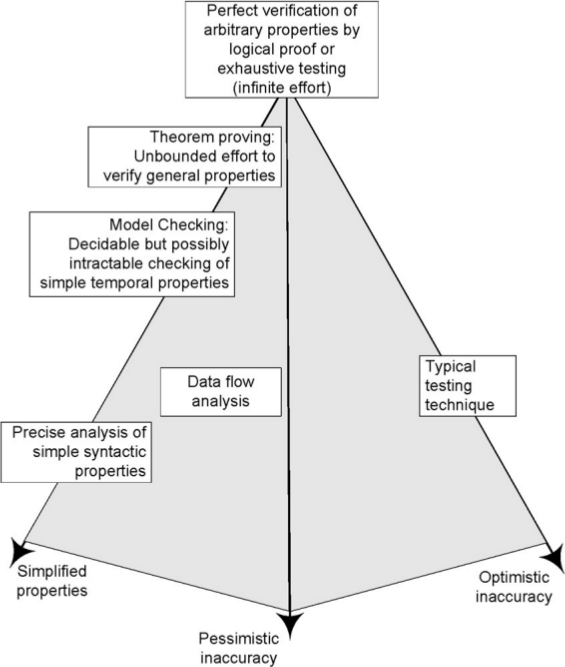 Perfect verification of
arbitrary properties by
logical proof or
exhaustive testing
(infinite effort)
Theorem proving:
Unbounded effort to
verify general properties
Model Checking:
Decidable but possibly
intractable checking of
simple temporal properties
Data flow
analysis
Typical
testing
technique
Precise analysis of
simple syntactic
properties
Simplified
properties
Optimistic
inaccuracy
Pessimistic
inaccuracy